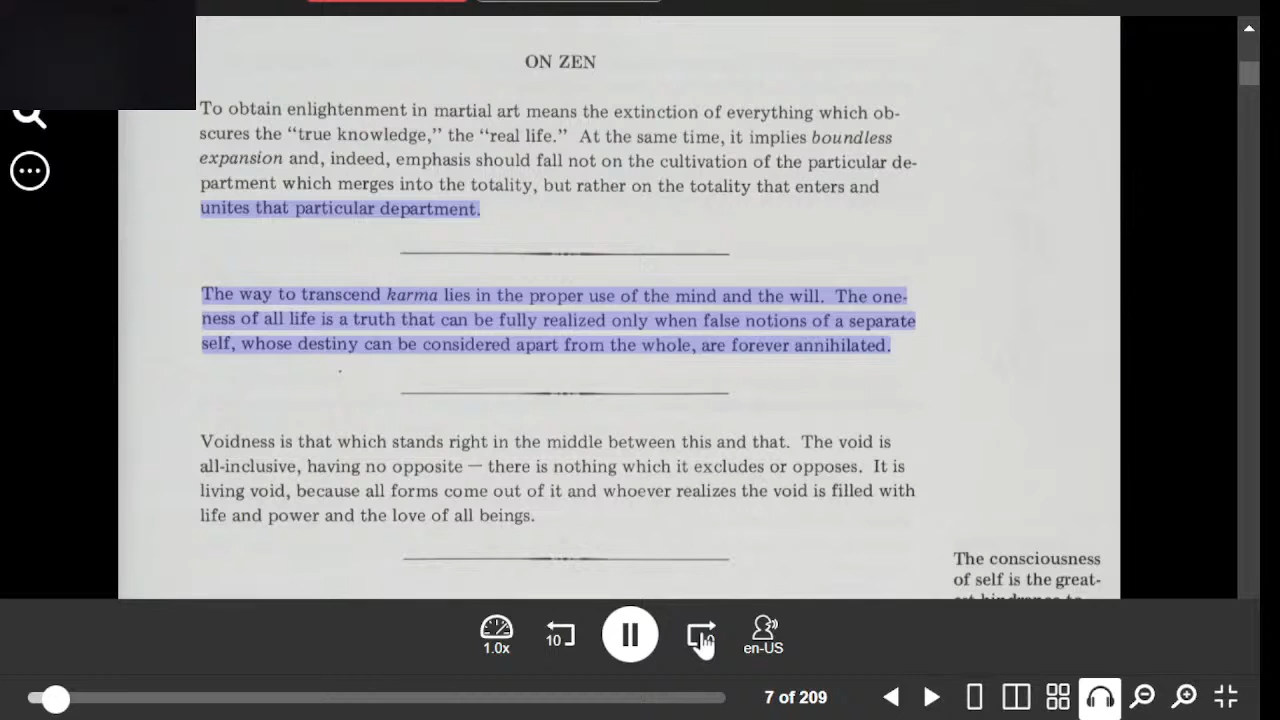 ON ZEN
To obtain enlightenment in martial art means the extinction of everything which ob-
scures the “true knowledge,” the “real life.” At the same time, it implies boundless
expansion and, indeed, emphasis should fall not on the cultivation of the particular de-
partment which merges into the totality, but rather on the totality that enters and
unites that particular department.
The way to transcend karma lies in the proper use of the mind and the will. The one-
ness of all life is a truth that can be fully realized only when false notions of a separate
self, whose destiny can be considered apart from the whole, are forever annihilated.
Voidness is that which stands right in the middle between this and that. The void is
all-inclusive, having no opposite — there is nothing which it excludes or opposes. It is
living void, because all forms come out of it and whoever realizes the void is filled with
life and power and the love of all beings.
The consciousness
of self is the great-
est hindrance to
1.0x
10
en-US
7 of 209